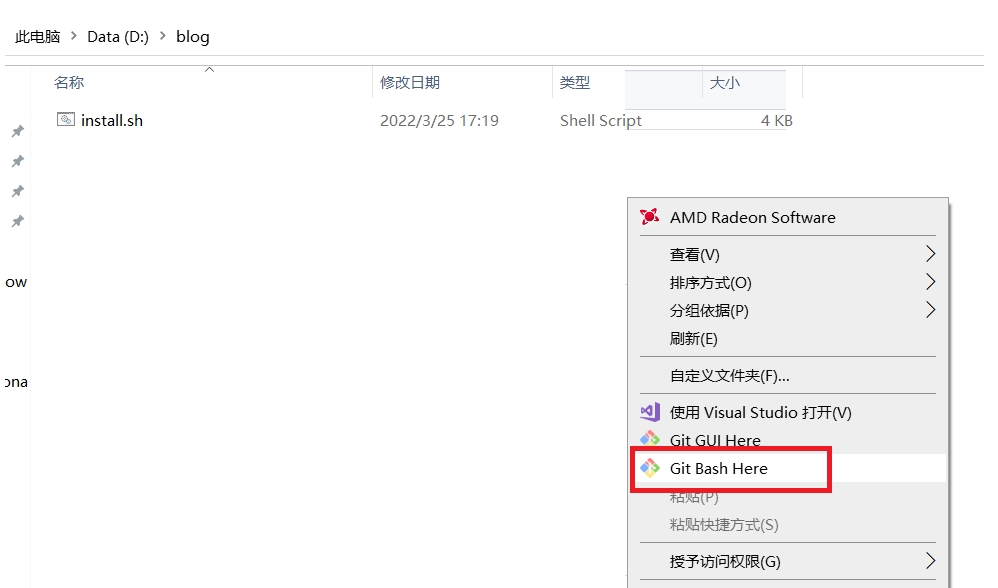 此电脑 > Data (D:) > blog
名称 修改日期 类型 大小
install.sh 2022/3/25 17:19 Shell Script 4 KB
ow
ona
AMD Radeon Software
查看(V)
排序方式(O)
分组依据(P)
刷新(E)
自定义文件夹(F)...
使用 Visual Studio 打开(V)
Git GUI Here
Git Bash Here
粘贴(P)
粘贴快捷方式(S)
授予访问权限(G)